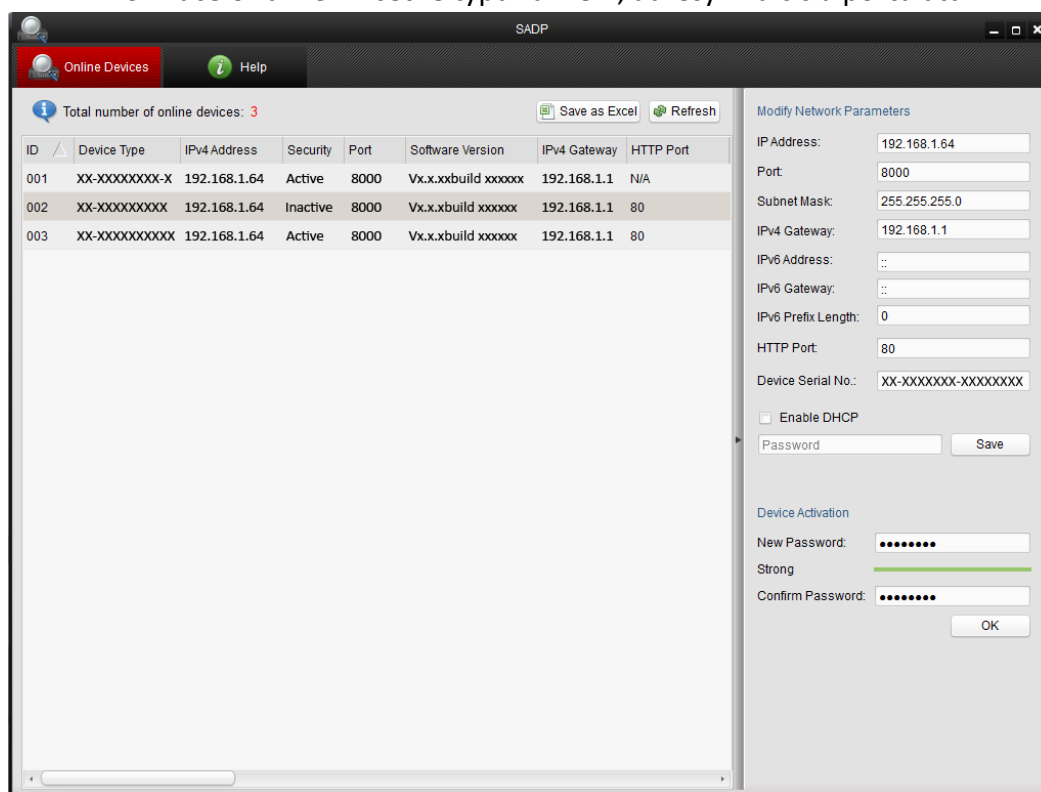 SADP
Online Devices Help
Total number of online devices: 3 Save as Excel Refresh
ID Device Type IPv4 Address Security Port Software Version IPv4 Gateway HTTP Port
001 XX-XXXXXXXX-X 192.168.1.64 Active 8000 Vx.x.xxbuild xxxxxx 192.168.1.1 N/A
002 XX-XXXXXXXXX 192.168.1.64 Inactive 8000 Vx.x.xbuild xxxxxx 192.168.1.1 80
003 XX-XXXXXXXXXX 192.168.1.64 Active 8000 Vx.x.xbuild xxxxxx 192.168.1.1 80
Modify Network Parameters
IP Address: 192.168.1.64
Port: 8000
Subnet Mask: 255.255.255.0
IPv4 Gateway: 192.168.1.1
IPv6 Address: ::
IPv6 Gateway: ::
IPv6 Prefix Length: 0
HTTP Port: 80
Device Serial No.: XX-XXXXXXX-XXXXXXXX
Enable DHCP
Password Save
Device Activation
New Password: ●●●●●●●●
Strong
Confirm Password: ●●●●●●●●
OK